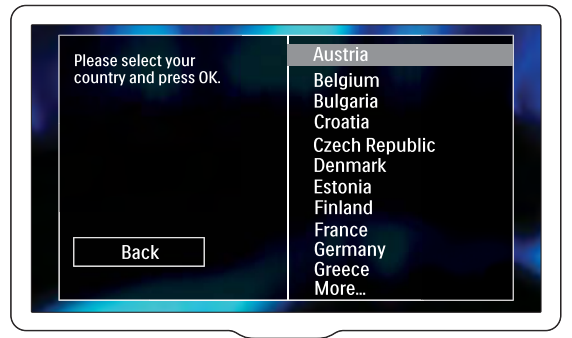 Please select your
country and press OK.
Back
Austria
Belgium
Bulgaria
Croatia
Czech Republic
Denmark
Estonia
Finland
France
Germany
Greece
More...